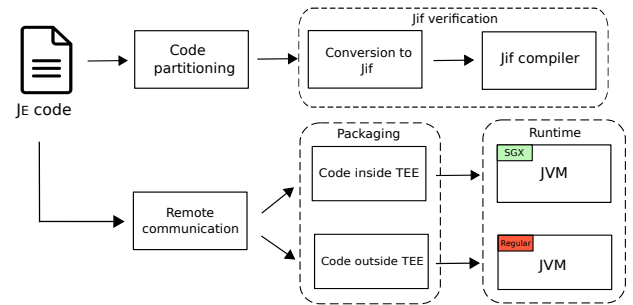 Jif verification
Code
partitioning
Conversion to
Jif
Jif compiler
JE code
Packaging
Runtime
SGX
Code inside TEE
JVM
Remote
communication
Regular
Code outside TEE
JVM